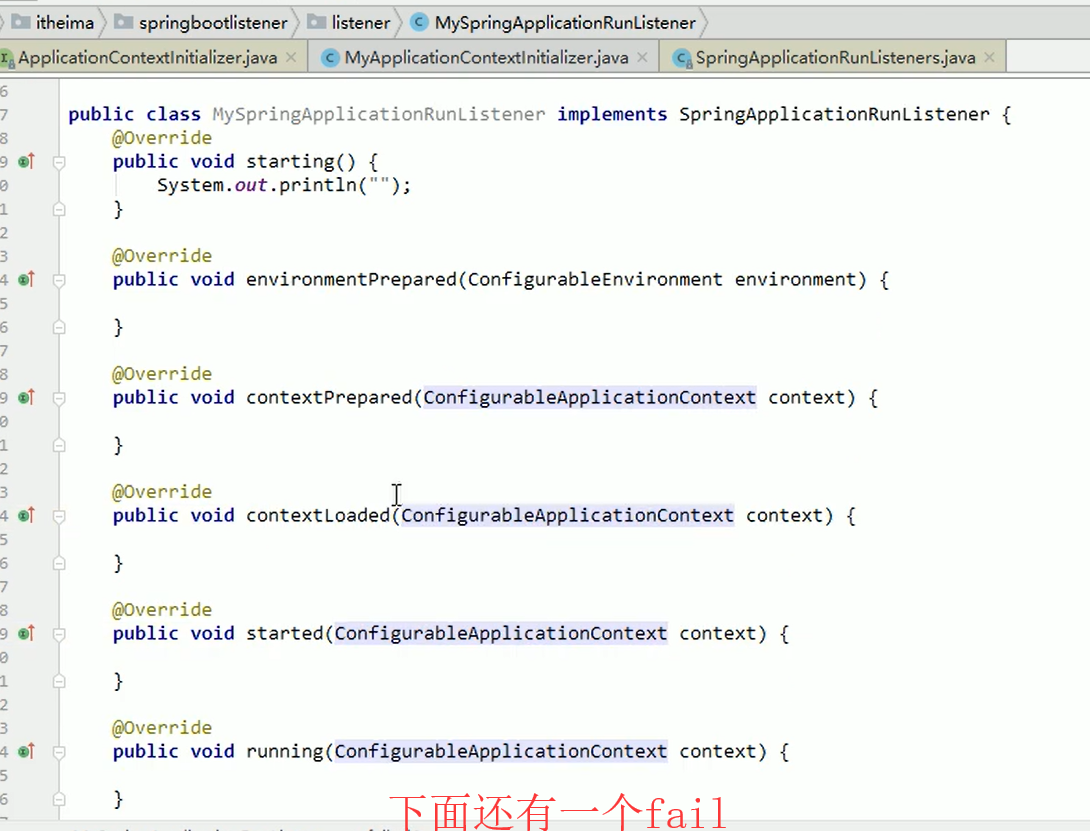 itheima springbootlistener listener MySpringApplicationRunListener
ApplicationContextInitializer.java MyApplicationContextInitializer.java SpringApplicationRunListeners.java
6
7 public class MySpringApplicationRunListener implements SpringApplicationRunListener {
8 @Override
9 public void starting() {
0 System.out.println("");
1 }
2
3 @Override
4 public void environmentPrepared(ConfigurableEnvironment environment) {
5
6 }
7
8 @Override
9 public void contextPrepared(ConfigurableApplicationContext context) {
0
1 }
2
3 @Override
4 public void contextLoaded(ConfigurableApplicationContext context) {
5
6 }
7
8 @Override
9 public void started(ConfigurableApplicationContext context) {
0
1 }
2
3 @Override
4 public void running(ConfigurableApplicationContext context) {
5
6 }
下面还有一个fail